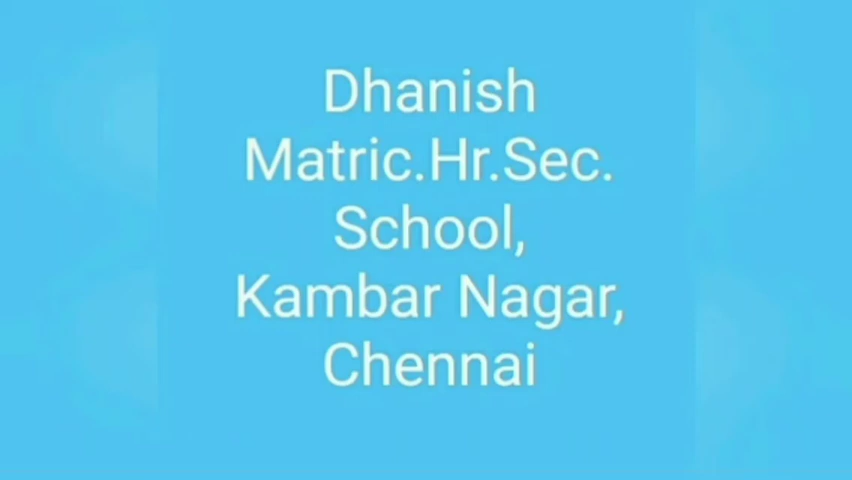 Dhanish
Matric.Hr.Sec.
School,
Kambar Nagar,
Chennai